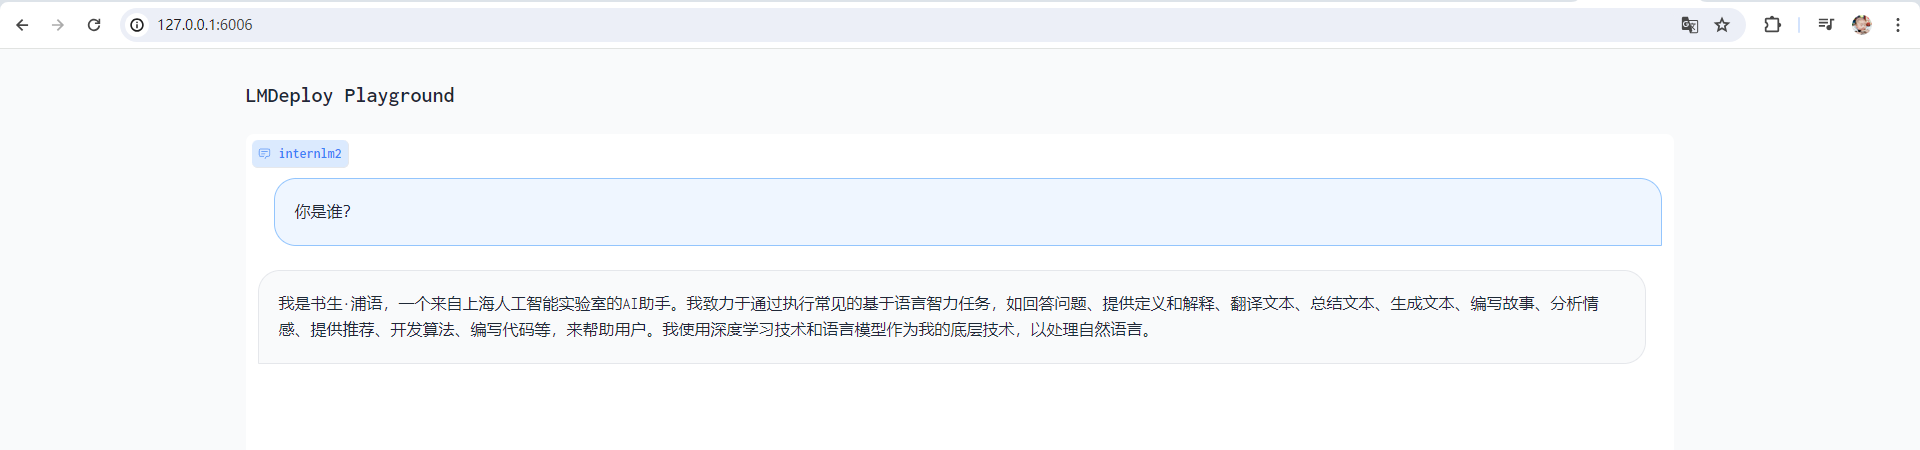 127.0.0.1:6006
LMDeploy Playground
internlm2
你是谁?
我是书生·浦语，一个来自上海人工智能实验室的AI助手。我致力于通过执行常见的基于语言智力任务，如回答问题、提供定义和解释、翻译文本、总结文本、生成文本、编写故事、分析情
感、提供推荐、开发算法、编写代码等，来帮助用户。我使用深度学习技术和语言模型作为我的底层技术，以处理自然语言。